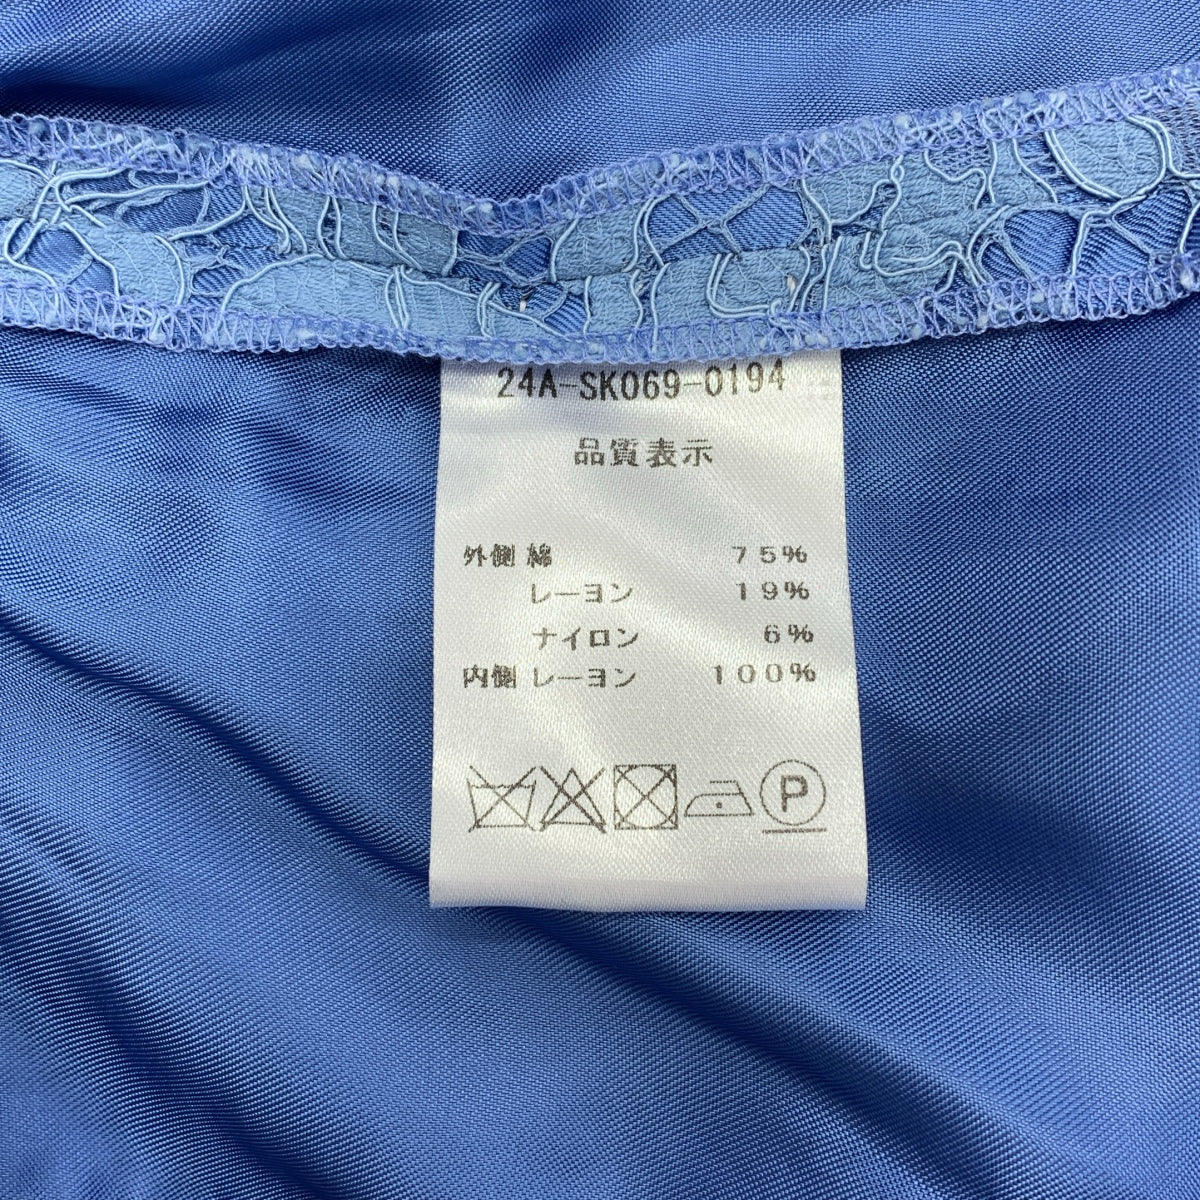 24A-SK069-0194
品質表示
外側 綿 75%
レーヨン 19%
ナイロン 6%
内側 レーヨン 100%
P